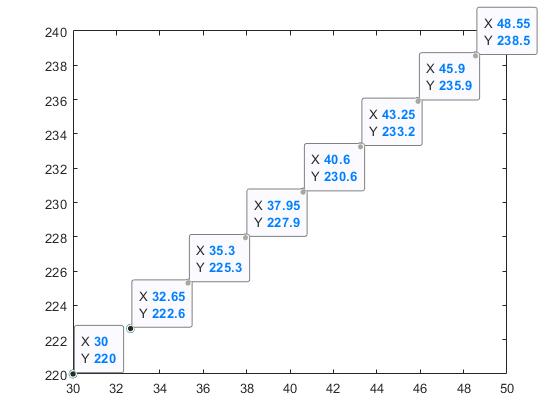 240
238
236
234
232
230
228
226
224
222
220
X 48.55
Y 238.5
X 45.9
Y 235.9
X 43.25
Y 233.2
X 40.6
Y 230.6
X 37.95
Y 227.9
X 35.3
Y 225.3
X 32.65
Y 222.6
X 30
Y 220
30 32 34 36 38 40 42 44 46 48 50